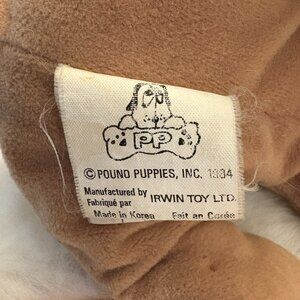 PP
© POUND PUPPIES, INC. 1984
Manufactured by
Fabriqué par IRWIN TOY LTD.
Made in Korea Fait en Corée